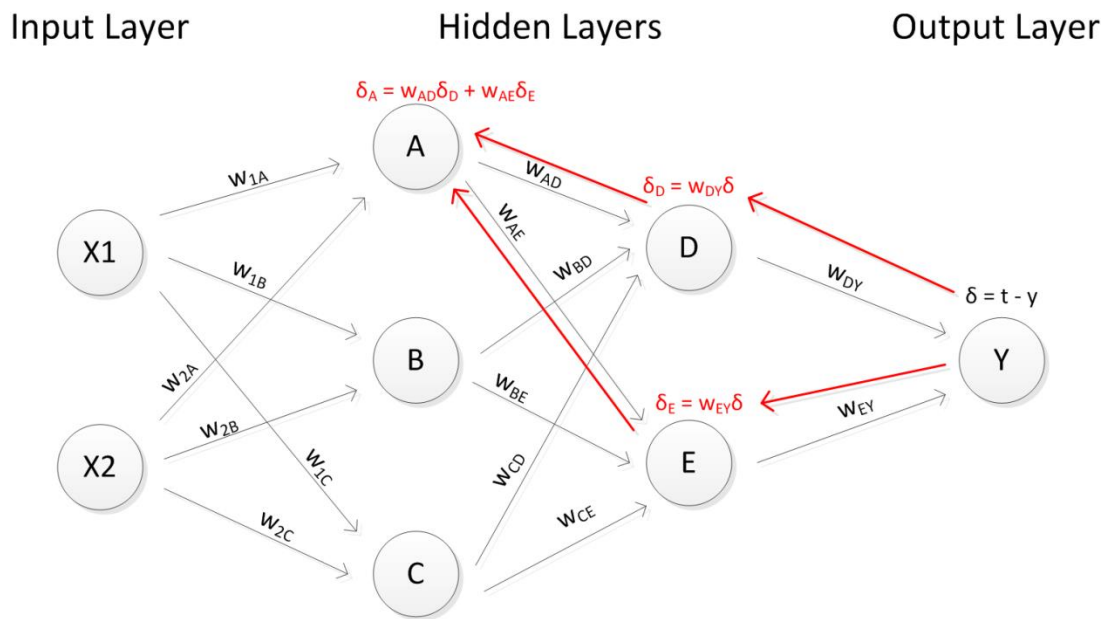 Input Layer
Hidden Layers
Output Layer
δA = wADδD + wAEδE
A
w1A
wAD
δD = wDYδ
wAE
D
X1
w1B
wBD
wDY
δ = t - y
B
Y
w2A
wBE
δE = wEYδ
wEY
w2B
X2
w1C
wCD
E
wCE
w2C
C